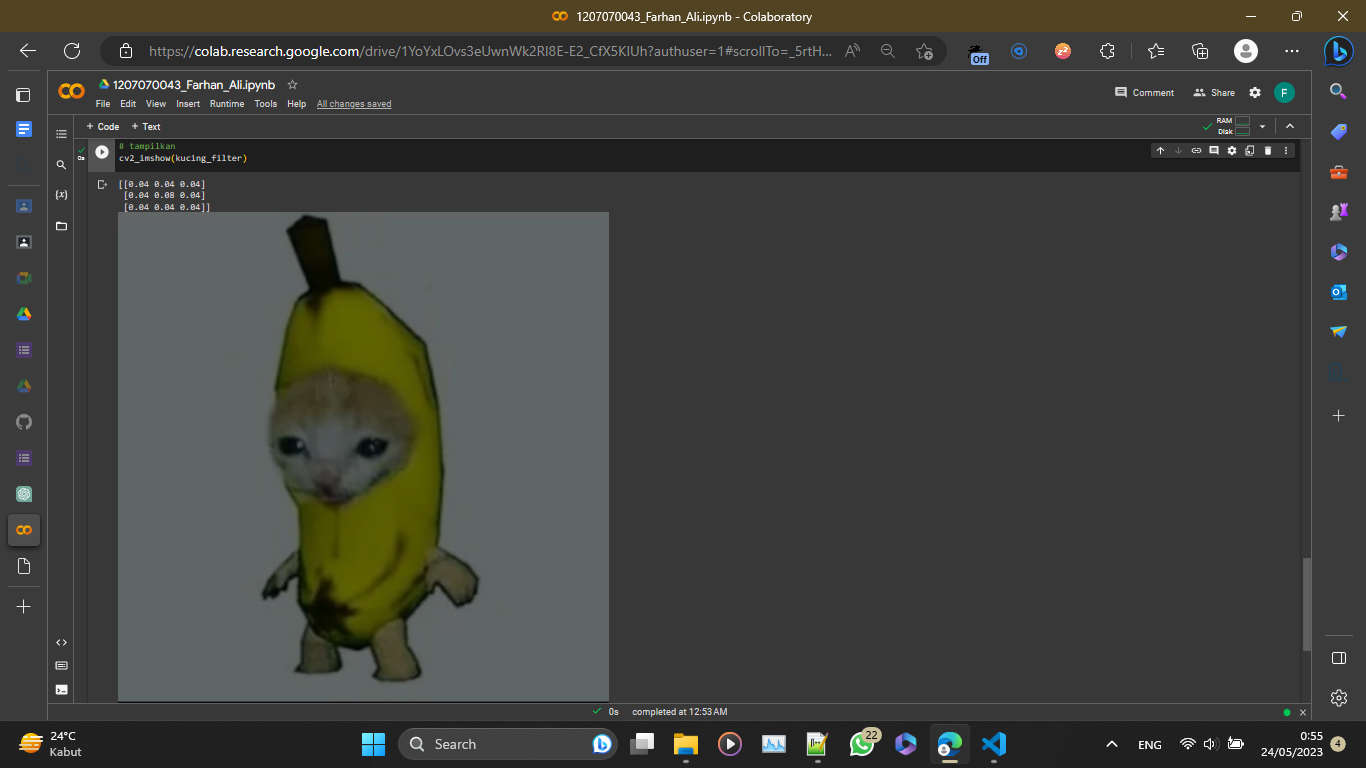 1207070043_Farhan_Ali.ipynb - Colaboratory
https://colab.research.google.com/drive/1YoYxLOvs3eUwnWk2Rl8E-E2_CfX5KIUh?authuser=1#scrollTo=_5rtH...
Off
1207070043_Farhan_Ali.ipynb
File Edit View Insert Runtime Tools Help All changes saved
Comment Share F
+ Code + Text
RAM
Disk
0s
# tampilkan
cv2_imshow(kucing_filter)
{x}
[[0.04 0.04 0.04]
[0.04 0.08 0.04]
[0.04 0.04 0.04]]
0s completed at 12:53 AM
24°C
Kabut
Search
22
ENG
0:55
24/05/2023
4